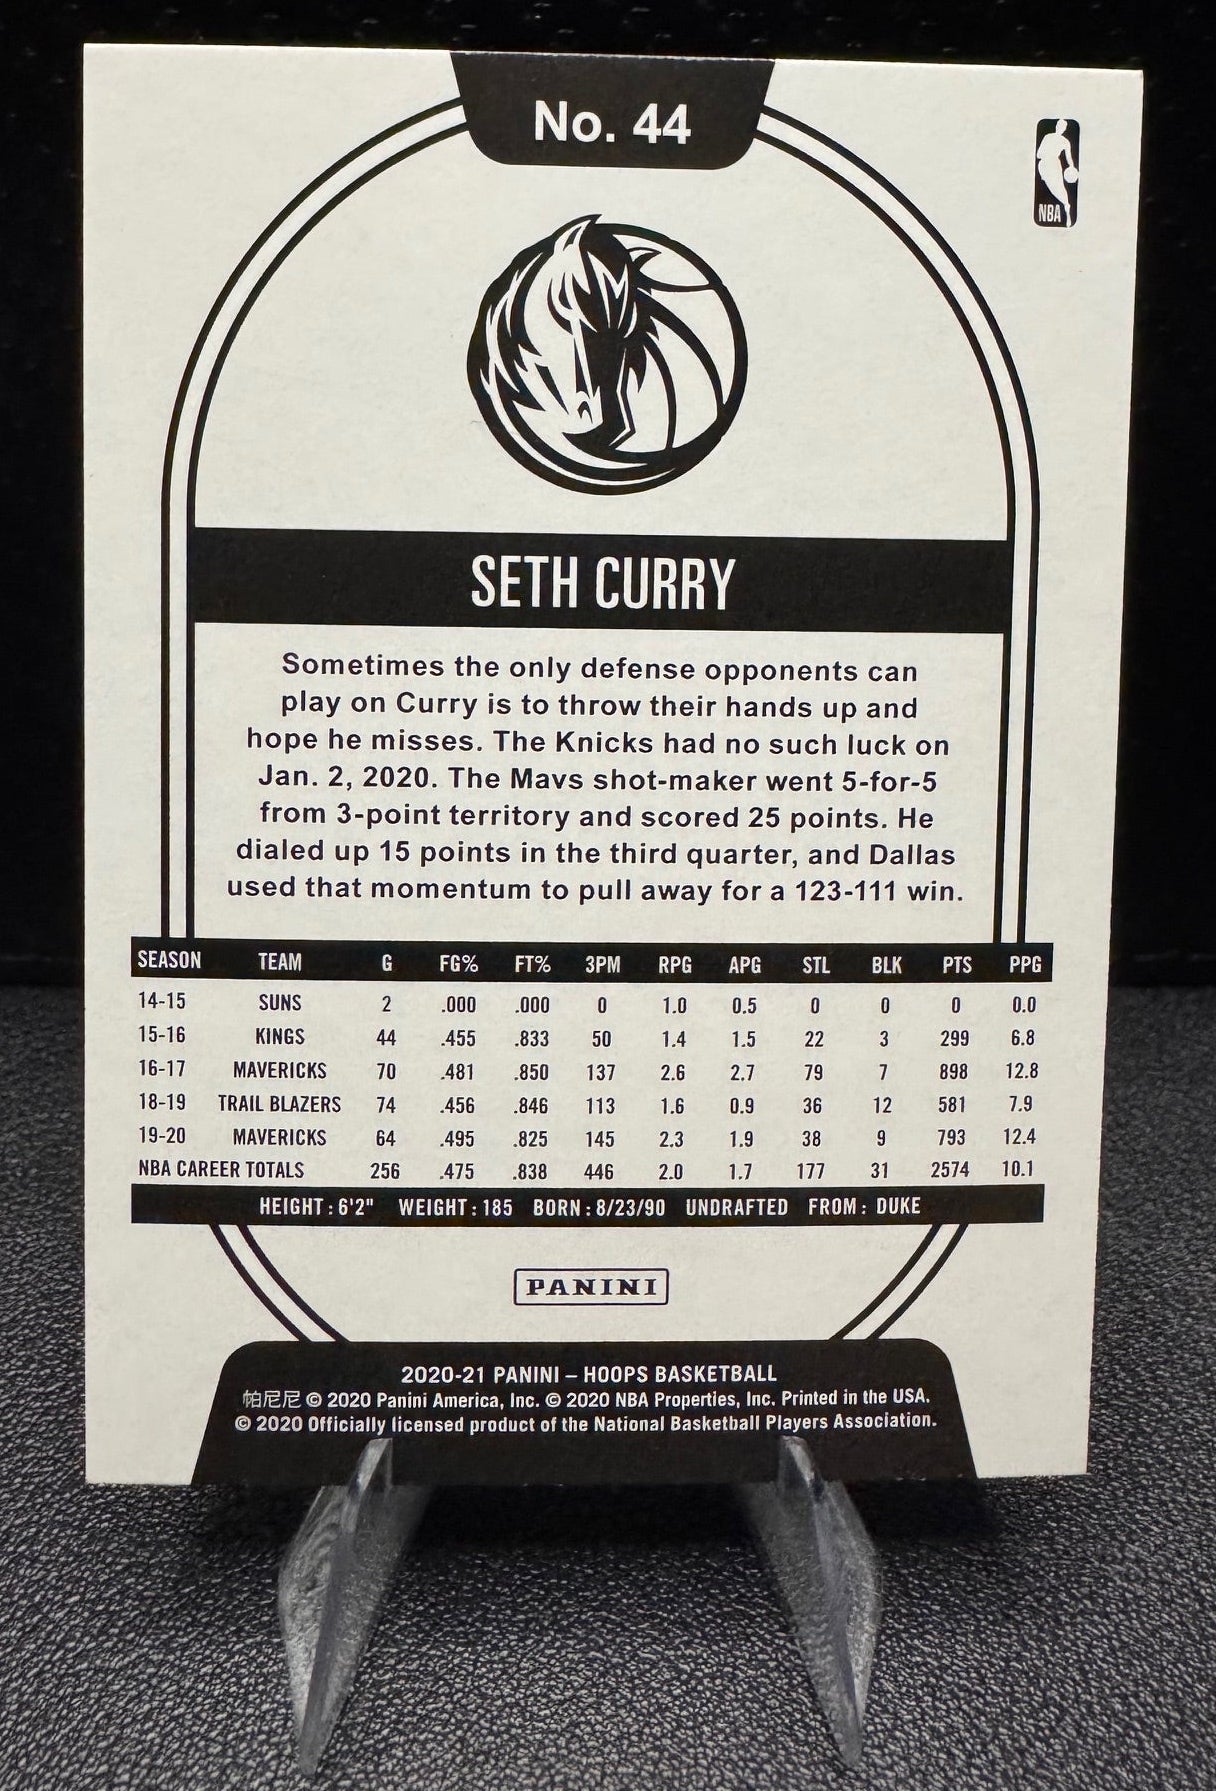 No. 44
NBA
SETH CURRY
Sometimes the only defense opponents can
play on Curry is to throw their hands up and
hope he misses. The Knicks had no such luck on
Jan. 2, 2020. The Mavs shot-maker went 5-for-5
from 3-point territory and scored 25 points. He
dialed up 15 points in the third quarter, and Dallas
used that momentum to pull away for a 123-111 win.
SEASON TEAM G FG% FT% 3PM RPG APG STL BLK PTS PPG
14-15 SUNS 2 .000 .000 0 1.0 0.5 0 0 0 0.0
15-16 KINGS 44 .455 .833 50 1.4 1.5 22 3 299 6.8
16-17 MAVERICKS 70 .481 .850 137 2.6 2.7 79 7 898 12.8
18-19 TRAIL BLAZERS 74 .456 .846 113 1.6 0.9 36 12 581 7.9
19-20 MAVERICKS 64 .495 .825 145 2.3 1.9 38 9 793 12.4
NBA CAREER TOTALS 256 .475 .838 446 2.0 1.7 177 31 2574 10.1
HEIGHT: 6'2" WEIGHT: 185 BORN: 8/23/90 UNDRAFTED FROM: DUKE
PANINI
2020-21 PANINI – HOOPS BASKETBALL
帕尼尼 © 2020 Panini America, Inc. © 2020 NBA Properties, Inc. Printed in the USA.
© 2020 Officially licensed product of the National Basketball Players Association.